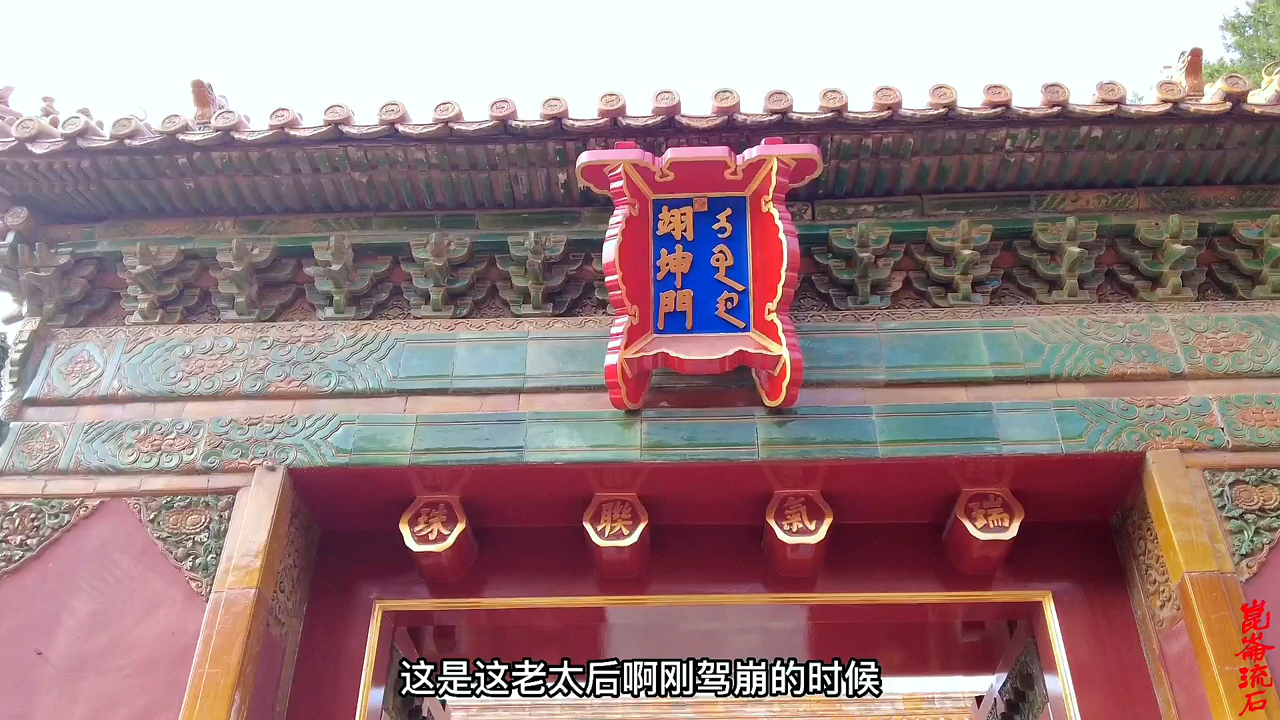 翊坤門
珠聯氣瑞
这是这老太后啊刚驾崩的时候
崑崙流石